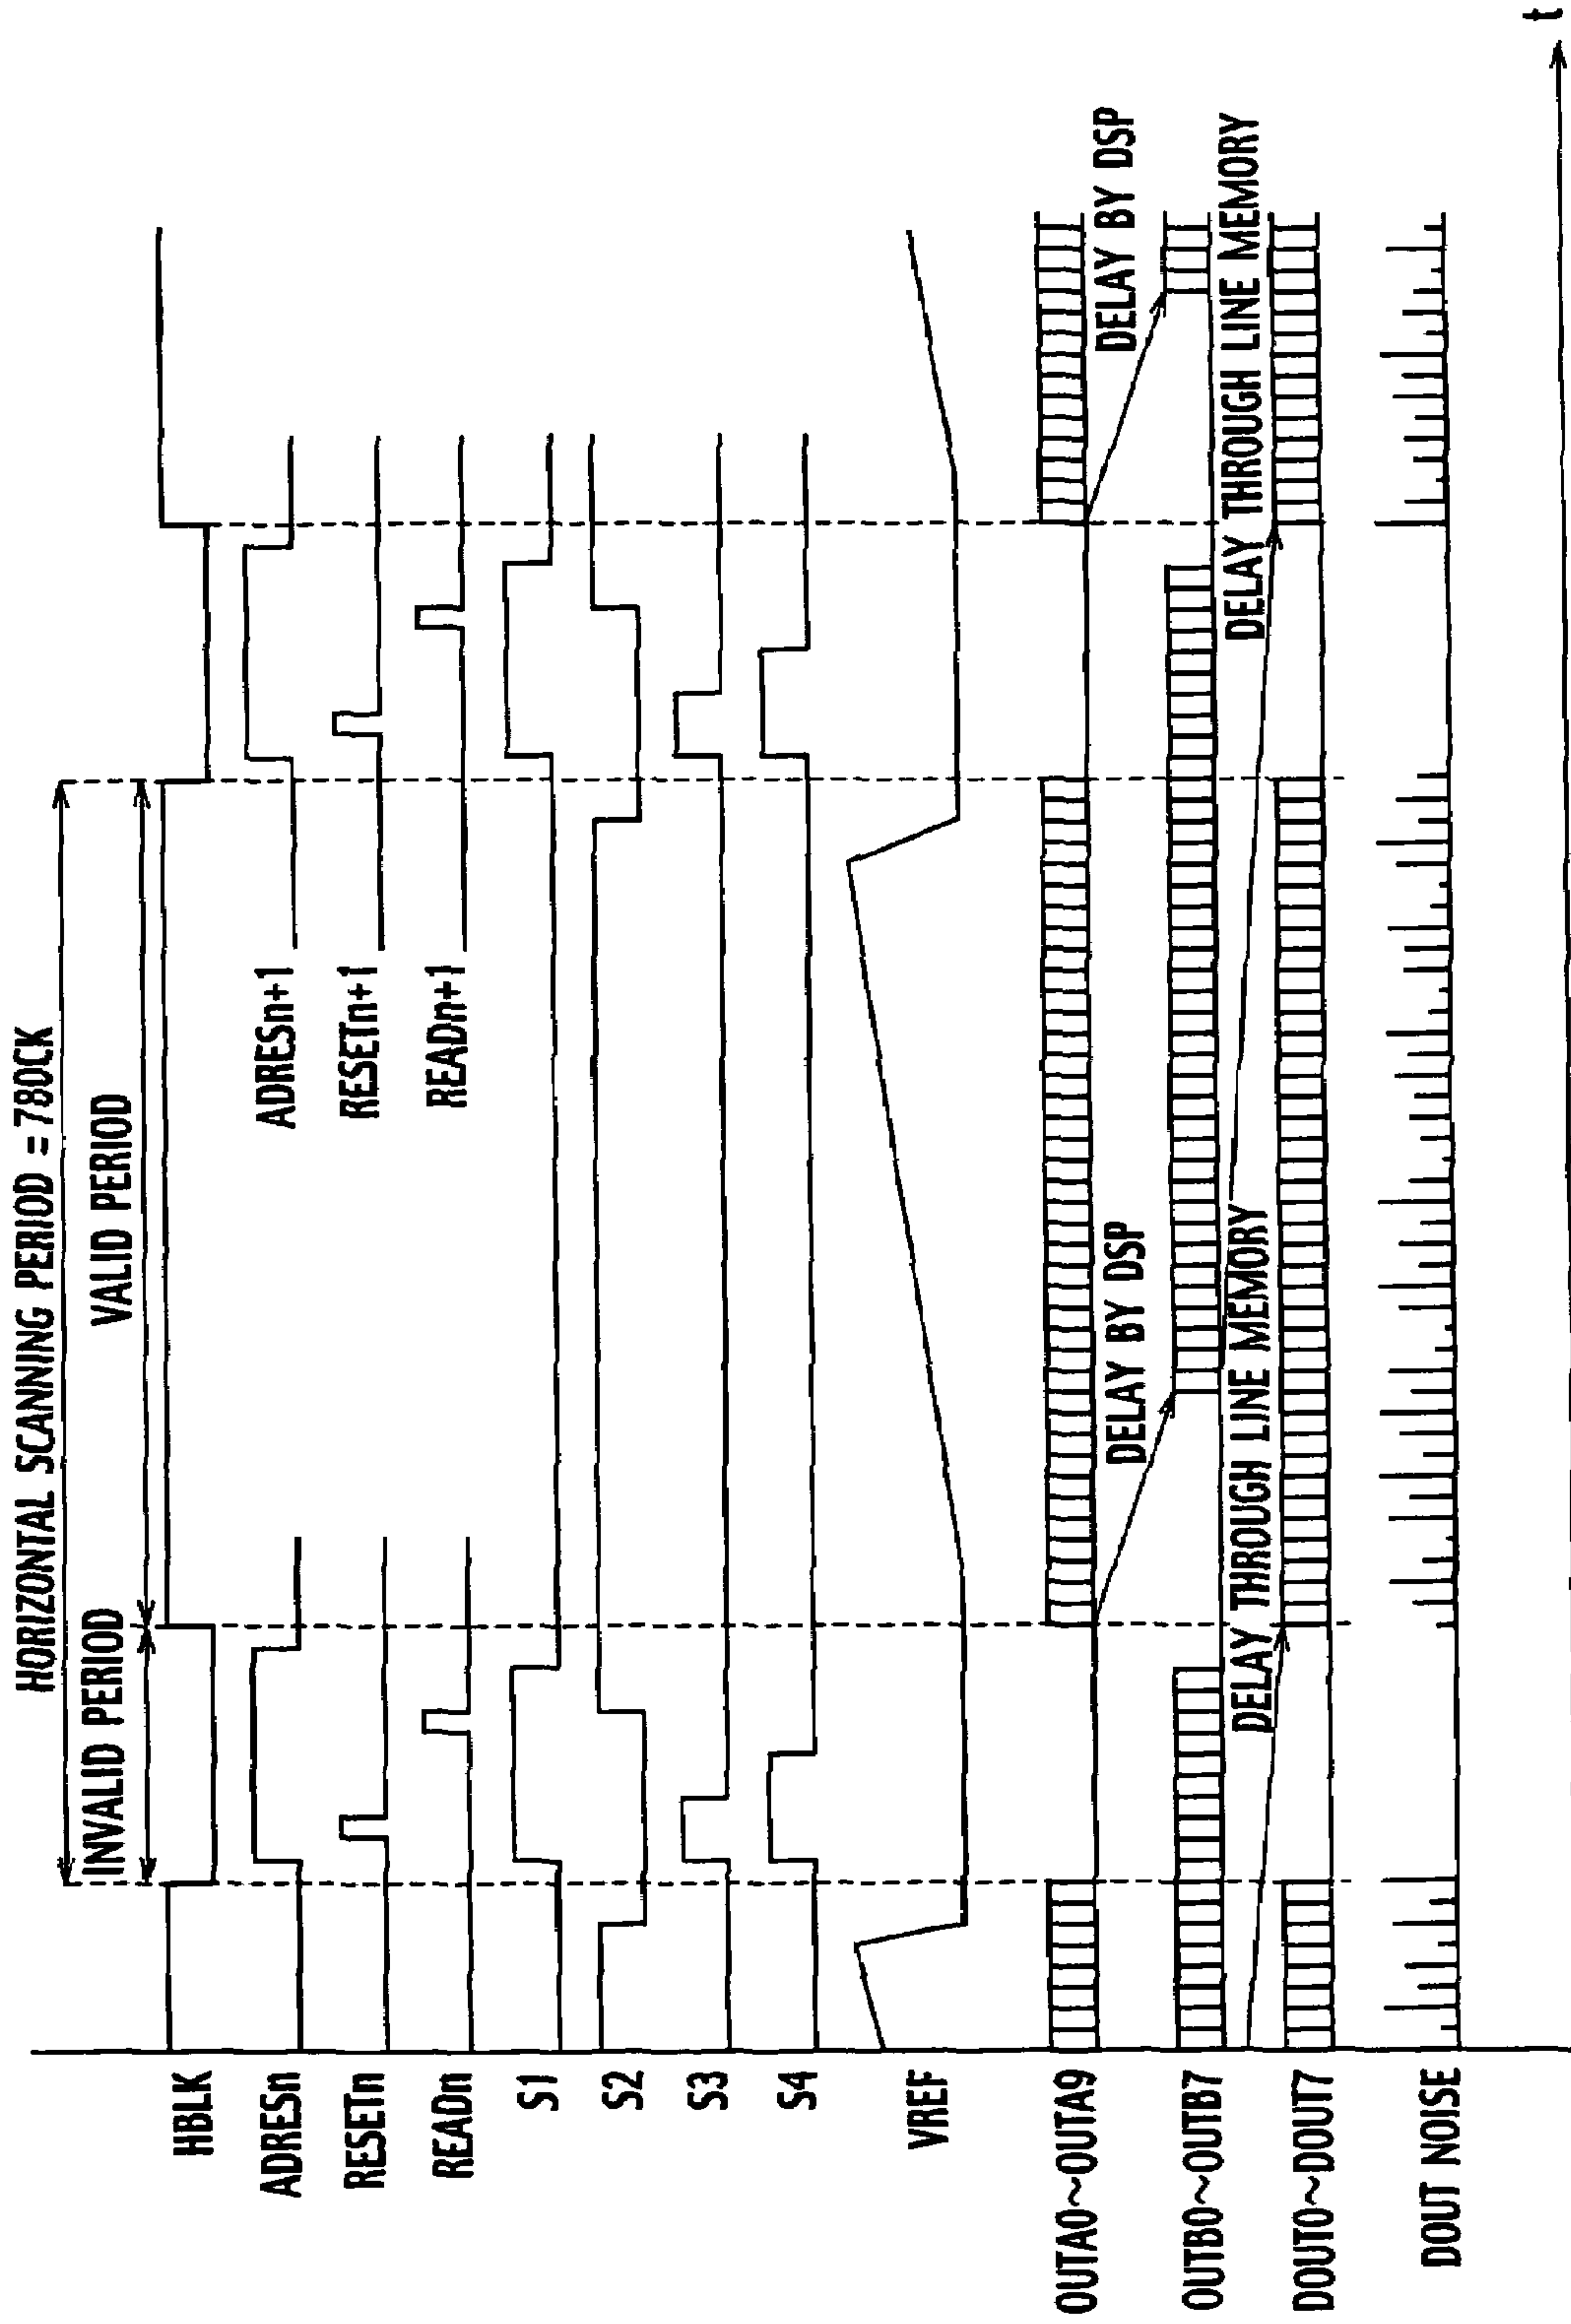 HORIZONTAL SCANNING PERIOD = 780CK
INVALID PERIOD
VALID PERIOD
HBLK
ADRESn
ADRESn+1
RESETn
RESETn+1
READn
READn+1
S1
S2
S3
S4
VREF
OUTA0~OUTA9
DELAY BY DSP
DELAY BY DSP
OUTB0~OUTB7
DELAY THROUGH LINE MEMORY
DELAY THROUGH LINE MEMORY
DOUT0~DOUT7
DOUT NOISE
t